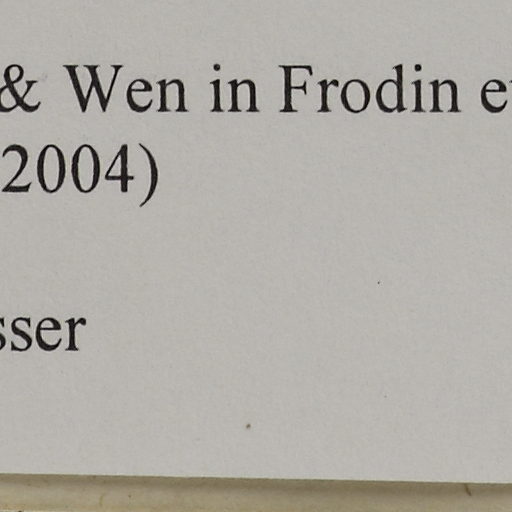 & Wen in Frodin e
2004)
sser